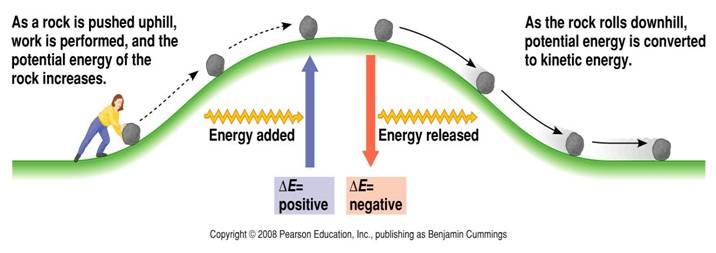 As a rock is pushed uphill,
work is performed, and the
potential energy of the
rock increases.
As the rock rolls downhill,
potential energy is converted
to kinetic energy.
Energy added
Energy released
ΔE=
positive
ΔE=
negative
Copyright © 2008 Pearson Education, Inc., publishing as Benjamin Cummings